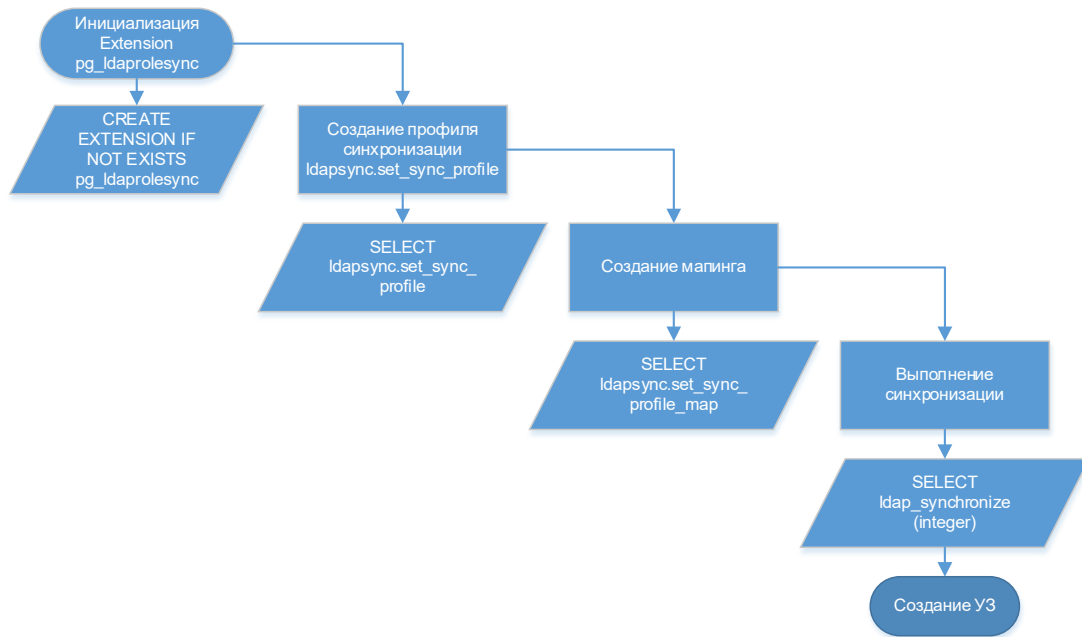 Инициализация
Extension
pg_ldaprolesync
CREATE
EXTENSION IF
NOT EXISTS
pg_ldaprolesync
Создание профиля
синхронизации
ldapsync.set_sync_profile
SELECT
ldapsync.set_sync_
profile
Создание мапинга
SELECT
ldapsync.set_sync_
profile_map
Выполнение
синхронизации
SELECT
ldap_synchronize
(integer)
Создание УЗ